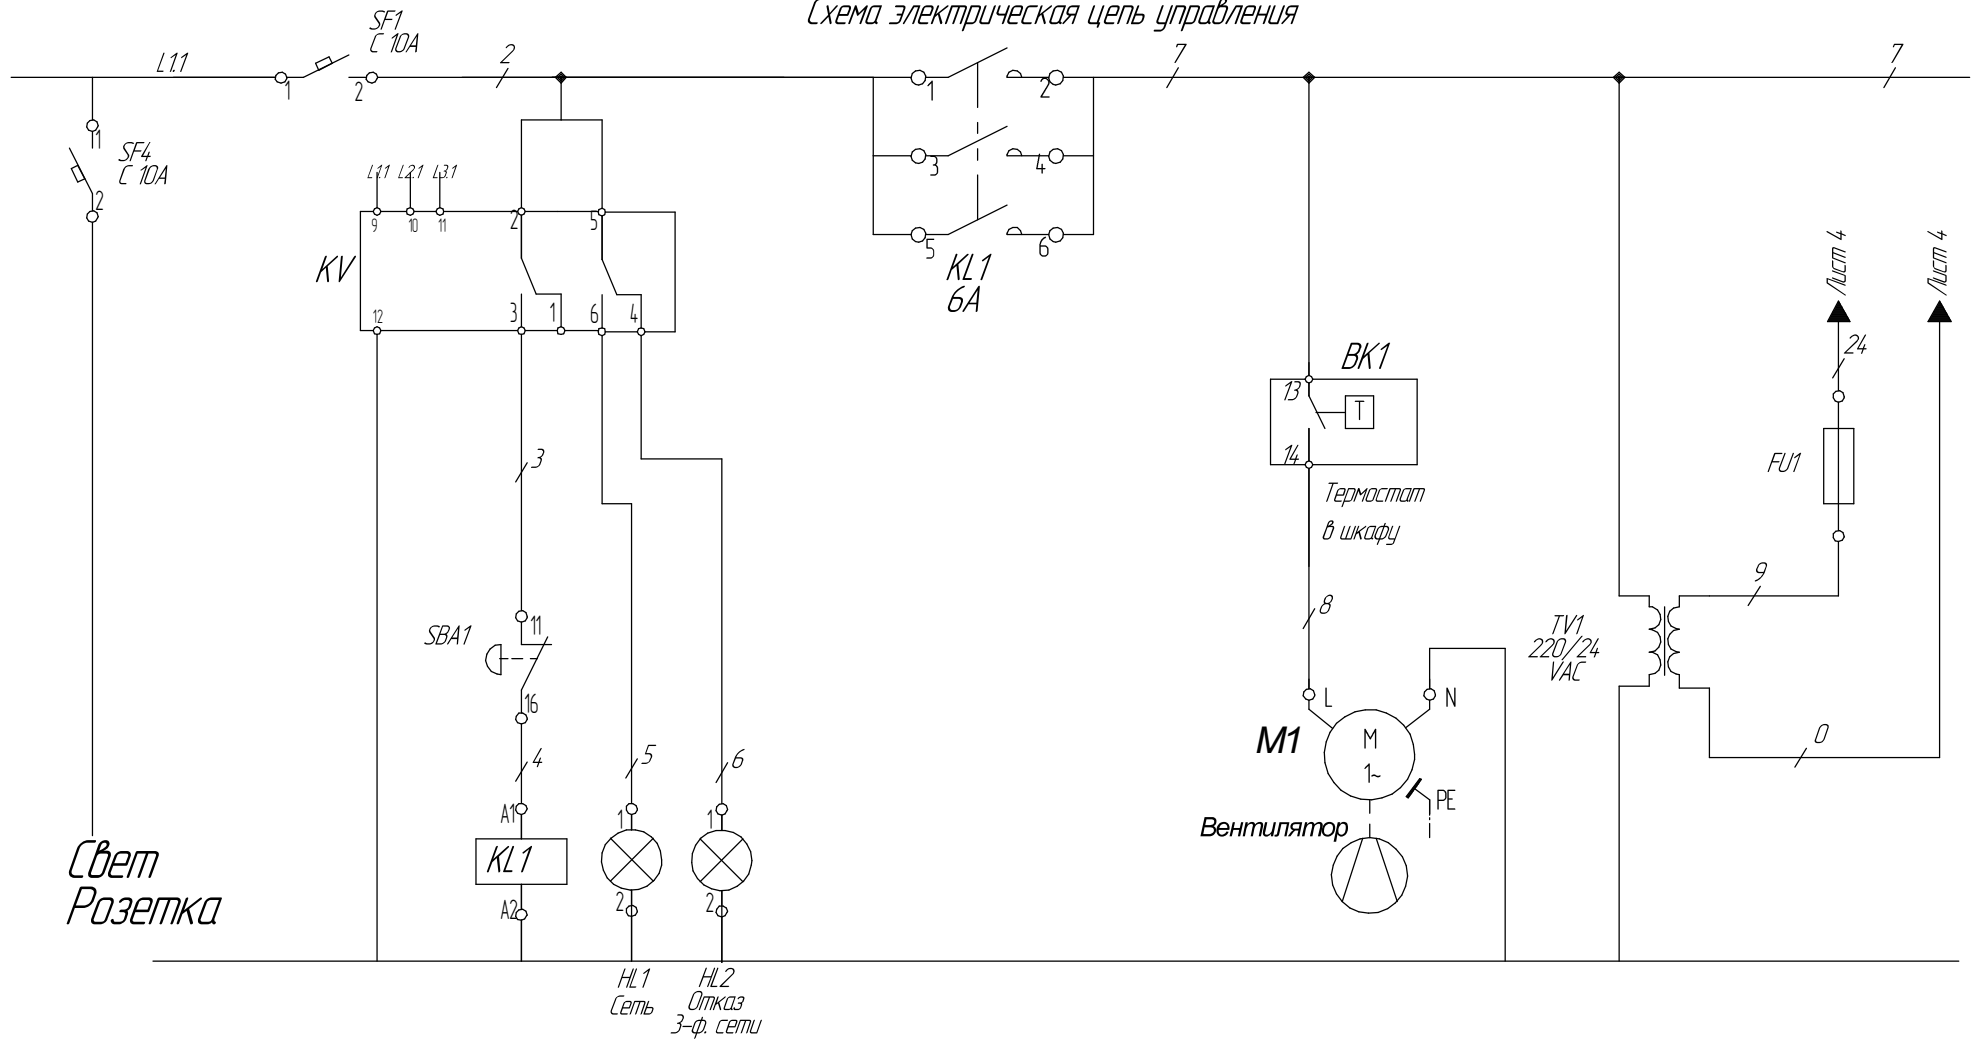 Схема электрическая цепь управления
SF1
C 10A
L1.1
1
2
2
1
2
7
7
1
SF4
C 10A
2
3
4
L1.1 L2.1 L3.1
9 10 11
2
5
5
6
KL1
6A
KV
12
3
1
6
4
Лист 4
Лист 4
24
BK1
13
T
14
FU1
Термостат
в шкафу
3
9
8
SBA1
11
16
TV1
220/24
VAC
L
N
M1
M
1~
PE
0
4
5
6
A1
1
1
Вентилятор
KL1
Свет
Розетка
A2
2
2
HL1
Сеть
HL2
Отказ
3-ф. сети